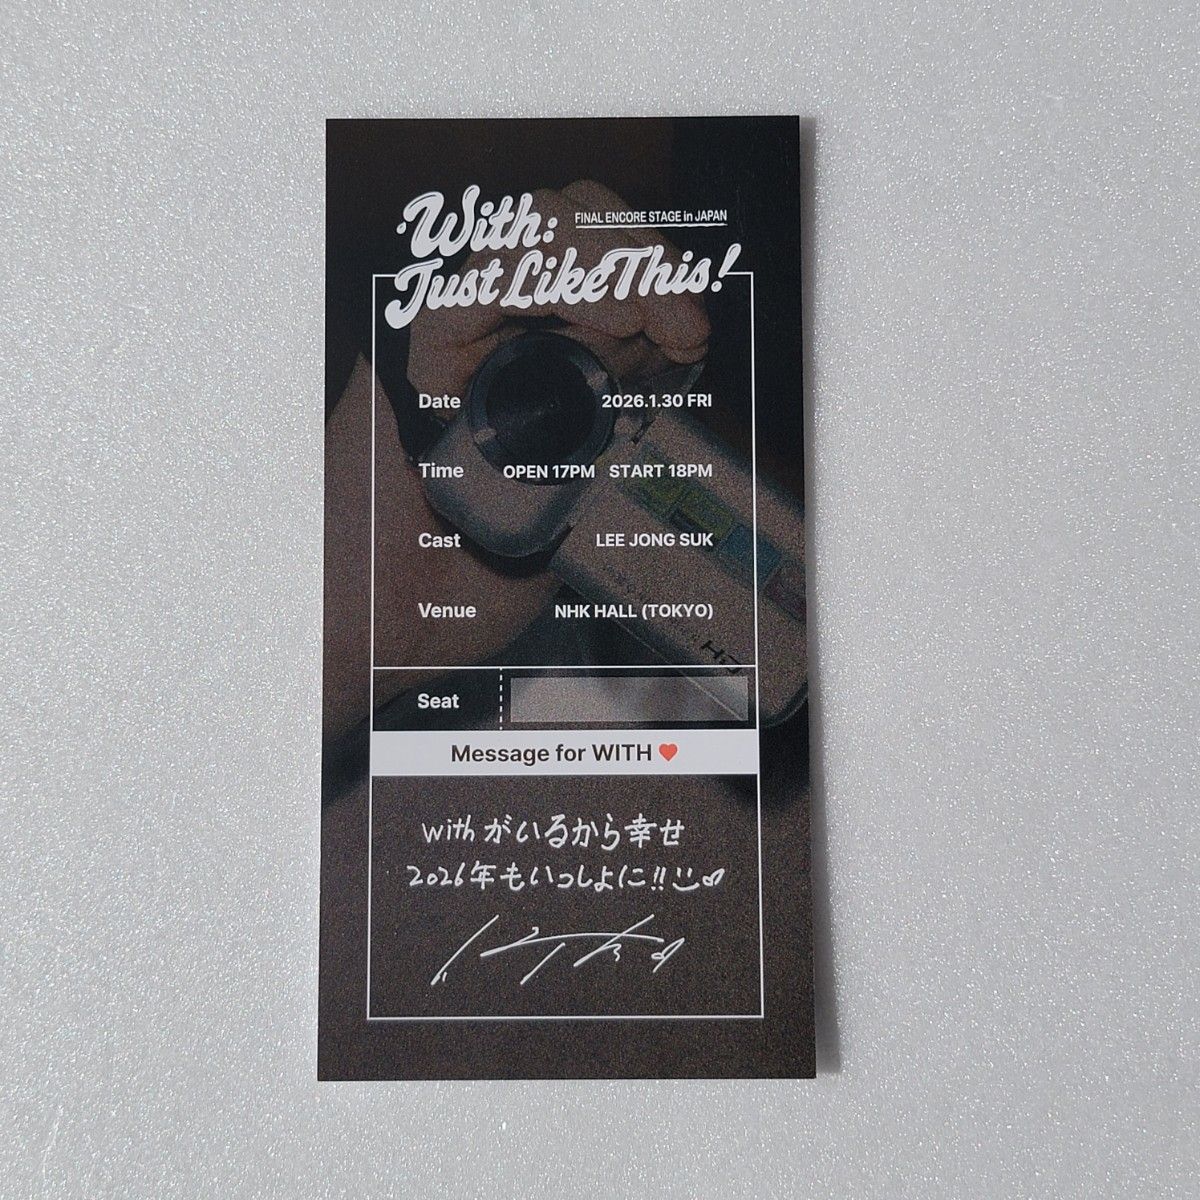 With:
FINAL ENCORE STAGE in JAPAN
Just Like This!
Date 2026.1.30 FRI
Time OPEN 17PM START 18PM
Cast LEE JONG SUK
Venue NHK HALL (TOKYO)
HD
Seat
Message for WITH ♥
withがいるから幸せ
2026年もいっしょに!!